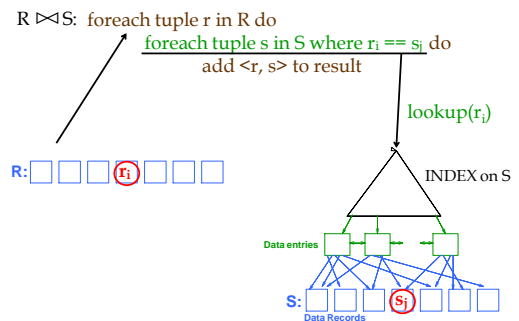 R ⋈ S: foreach tuple r in R do
foreach tuple s in S where rᵢ == sⱼ do
add <r, s> to result
lookup(rᵢ)
R: rᵢ
INDEX on S
Data entries
S: sⱼ
Data Records